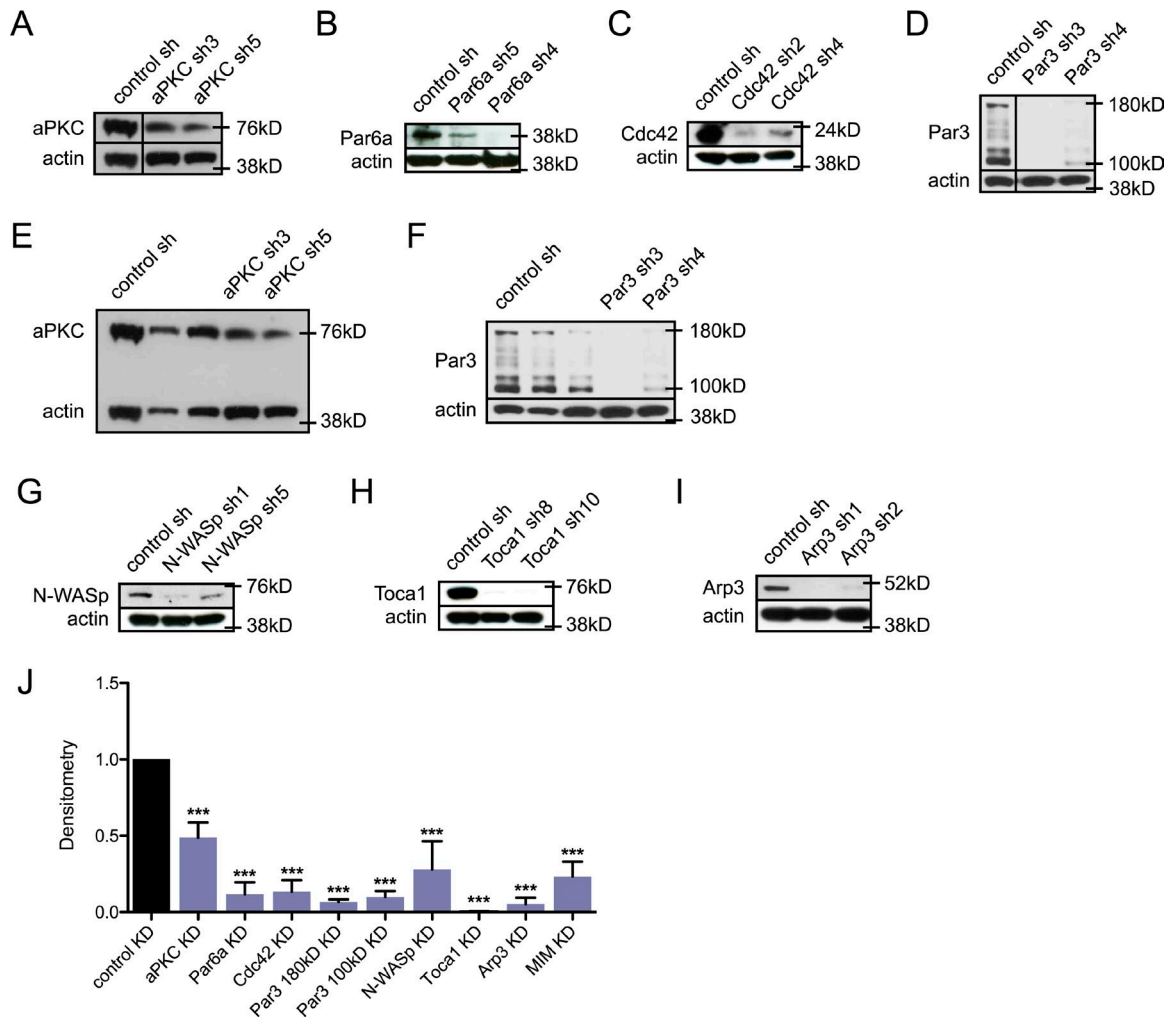 A
control sh
aPKC sh3
aPKC sh5
aPKC
76kD
actin
38kD
B
control sh
Par6a sh5
Par6a sh4
Par6a
38kD
actin
38kD
C
control sh
Cdc42 sh2
Cdc42 sh4
Cdc42
24kD
actin
38kD
D
control sh
Par3 sh3
Par3 sh4
180kD
Par3
100kD
actin
38kD
E
control sh
aPKC sh3
aPKC sh5
aPKC
76kD
actin
38kD
F
control sh
Par3 sh3
Par3 sh4
180kD
Par3
100kD
actin
38kD
G
control sh
N-WASp sh1
N-WASp sh5
76kD
N-WASp
actin
38kD
H
control sh
Toca1 sh8
Toca1 sh10
76kD
Toca1
actin
38kD
I
control sh
Arp3 sh1
Arp3 sh2
52kD
Arp3
actin
38kD
J
Densitometry
1.5
1.0
0.5
0.0
***
***
***
***
***
***
***
***
***
control KD
aPKC KD
Par6a KD
Cdc42 KD
Par3 180kD KD
Par3 100kD KD
N-WASp KD
Toca1 KD
Arp3 KD
MIM KD